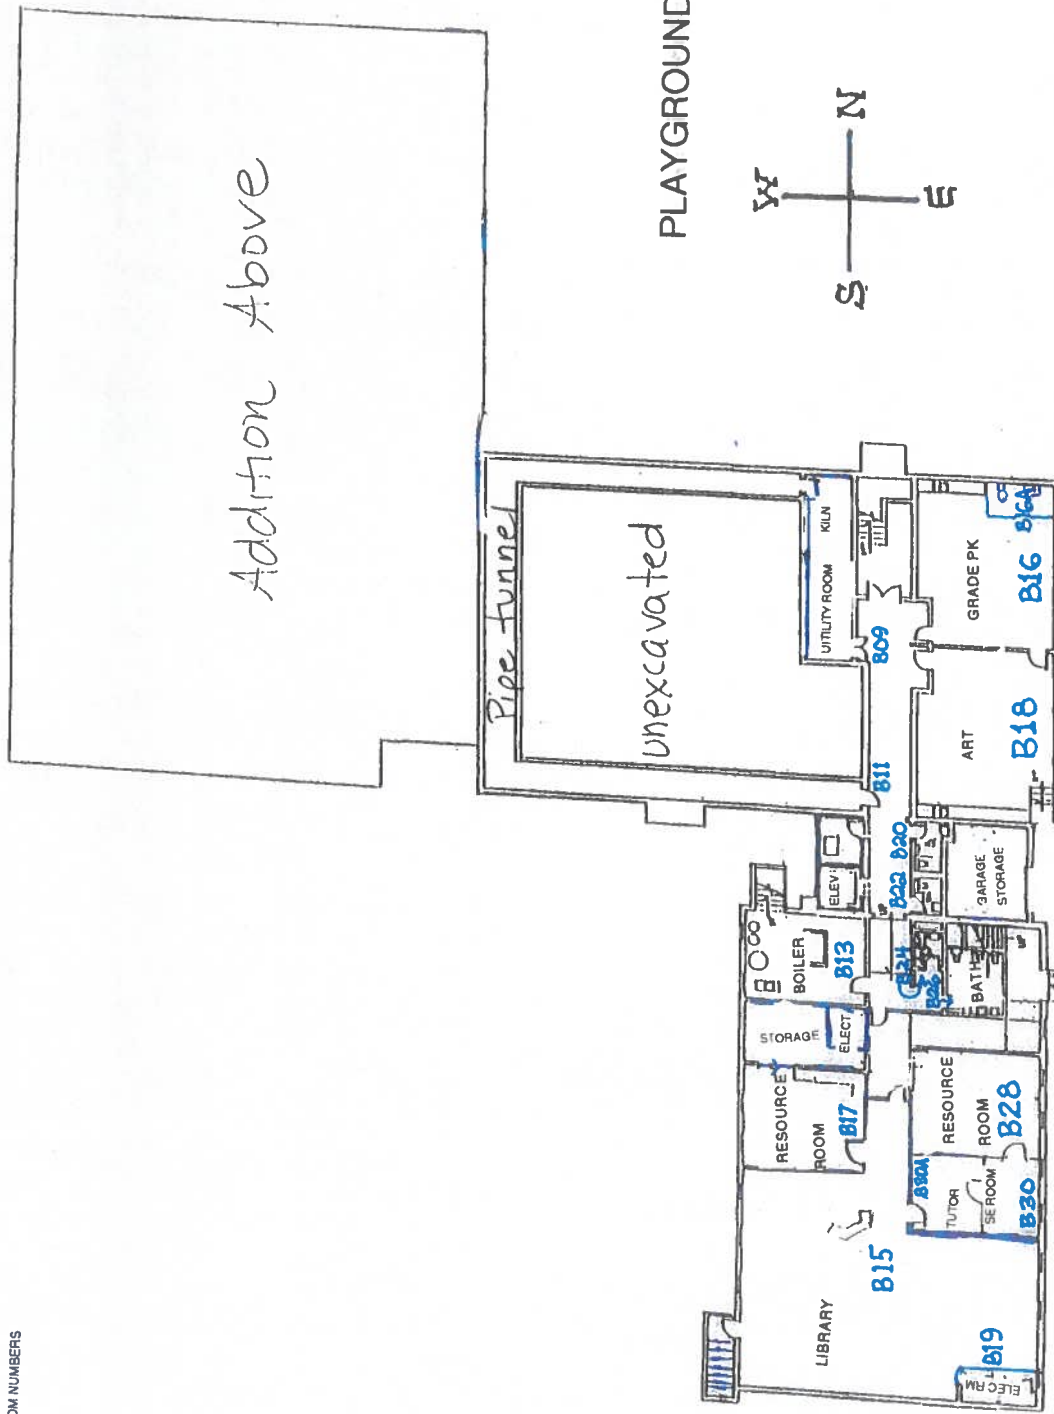 OM NUMBERS
Addition Above
PLAYGROUND
W
N
S
E
Pipe tunnel
unexcavated
UITILITY ROOM
KILN
B09
B11
GRADE PK
B16A
B16
ART
B18
B20
B22
ELEV
GARAGE
STORAGE
BOILER
B13
B24
B26
BATH
STORAGE
ELECT
RESOURCE
ROOM
B17
RESOURCE
ROOM
B28
B30A
TUTOR
SE ROOM
B30
LIBRARY
B15
B19
ELEC RM